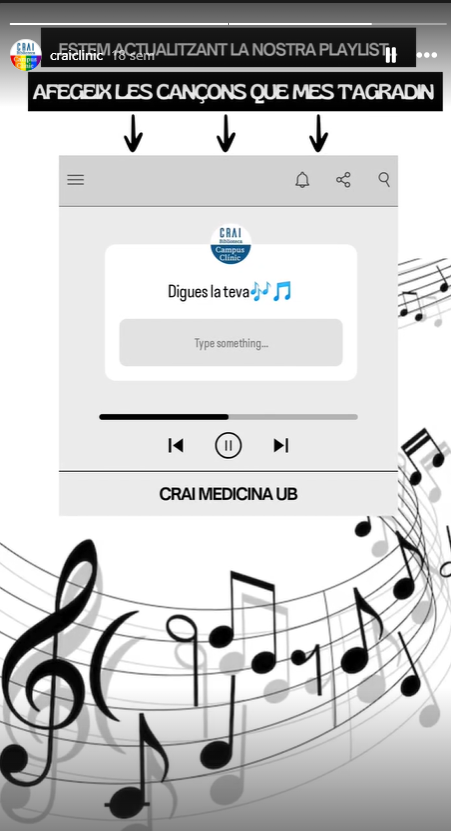 ESTEM ACTUALITZANT LA NOSTRA PLAYLIST
craiclinic 18 sem
AFEGEIX LES CANÇONS QUE MES T'AGRADIN
CRAI
Biblioteca
Campus
Clínic
Digues la teva🎶🎵
Type something...
CRAI MEDICINA UB